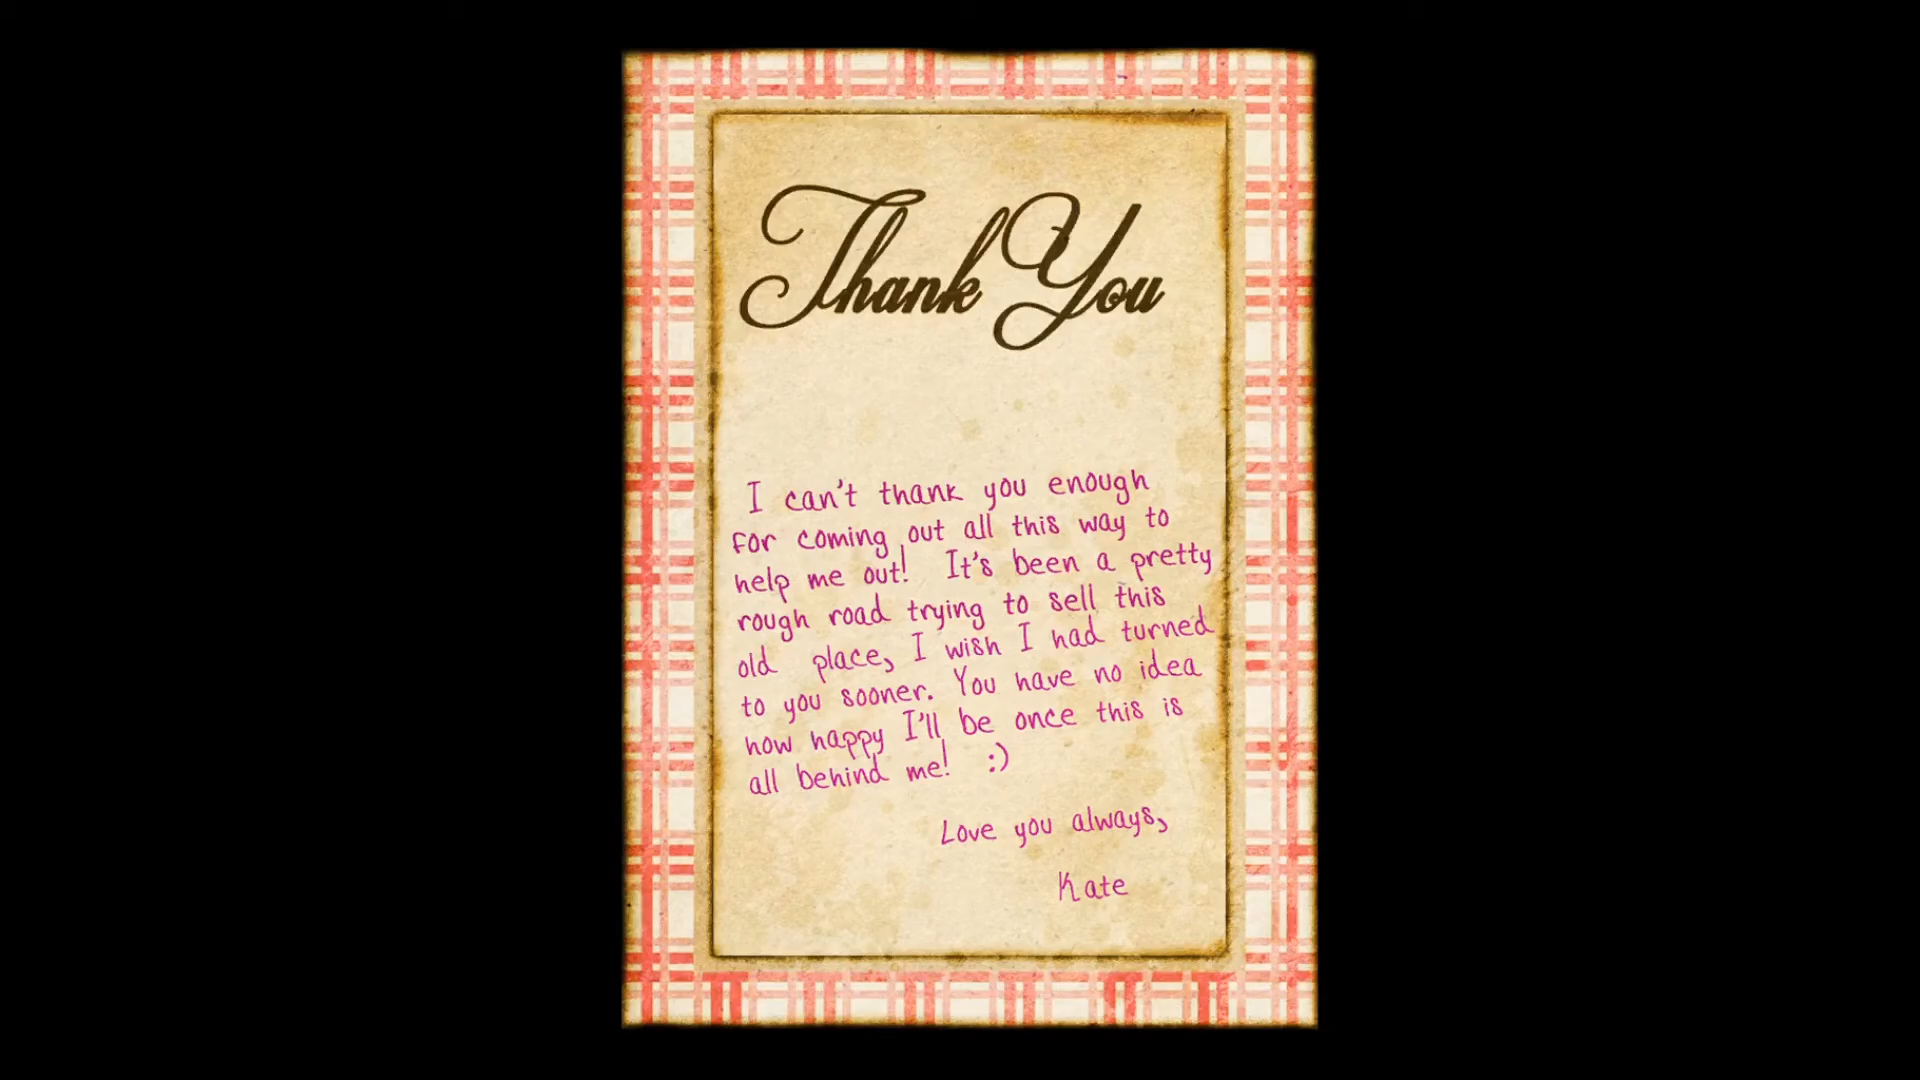 Thank You
I can't thank you enough
for coming out all this way to
help me out! It's been a pretty
rough road trying to sell this
old place, I wish I had turned
to you sooner. You have no idea
how happy I'll be once this is
all behind me! :)
Love you always,
Kate